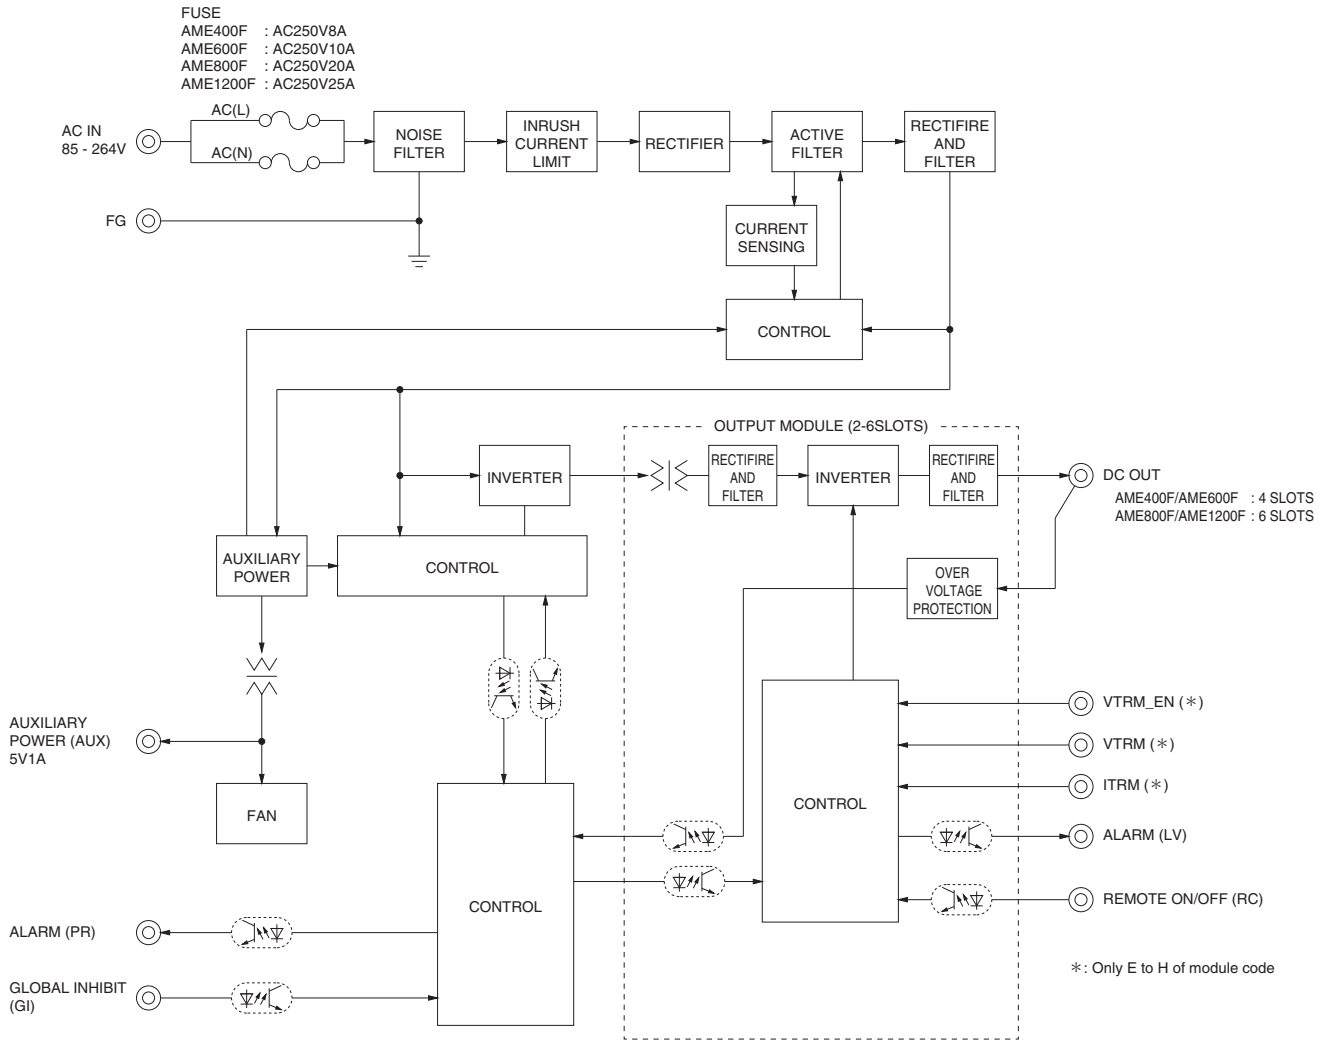 FUSE
AME400F : AC250V8A
AME600F : AC250V10A
AME800F : AC250V20A
AME1200F : AC250V25A
AC(L)
AC(N)
AC IN
85 - 264V
NOISE
FILTER
INRUSH
CURRENT
LIMIT
RECTIFIER
ACTIVE
FILTER
RECTIFIRE
AND
FILTER
FG
CURRENT
SENSING
CONTROL
OUTPUT MODULE (2-6SLOTS)
INVERTER
RECTIFIRE
AND
FILTER
INVERTER
RECTIFIRE
AND
FILTER
DC OUT
AME400F/AME600F : 4 SLOTS
AME800F/AME1200F : 6 SLOTS
AUXILIARY
POWER
CONTROL
OVER
VOLTAGE
PROTECTION
AUXILIARY
POWER (AUX)
5V1A
FAN
CONTROL
CONTROL
VTRM_EN (＊)
VTRM (＊)
ITRM (＊)
ALARM (LV)
REMOTE ON/OFF (RC)
ALARM (PR)
GLOBAL INHIBIT
(GI)
＊: Only E to H of module code